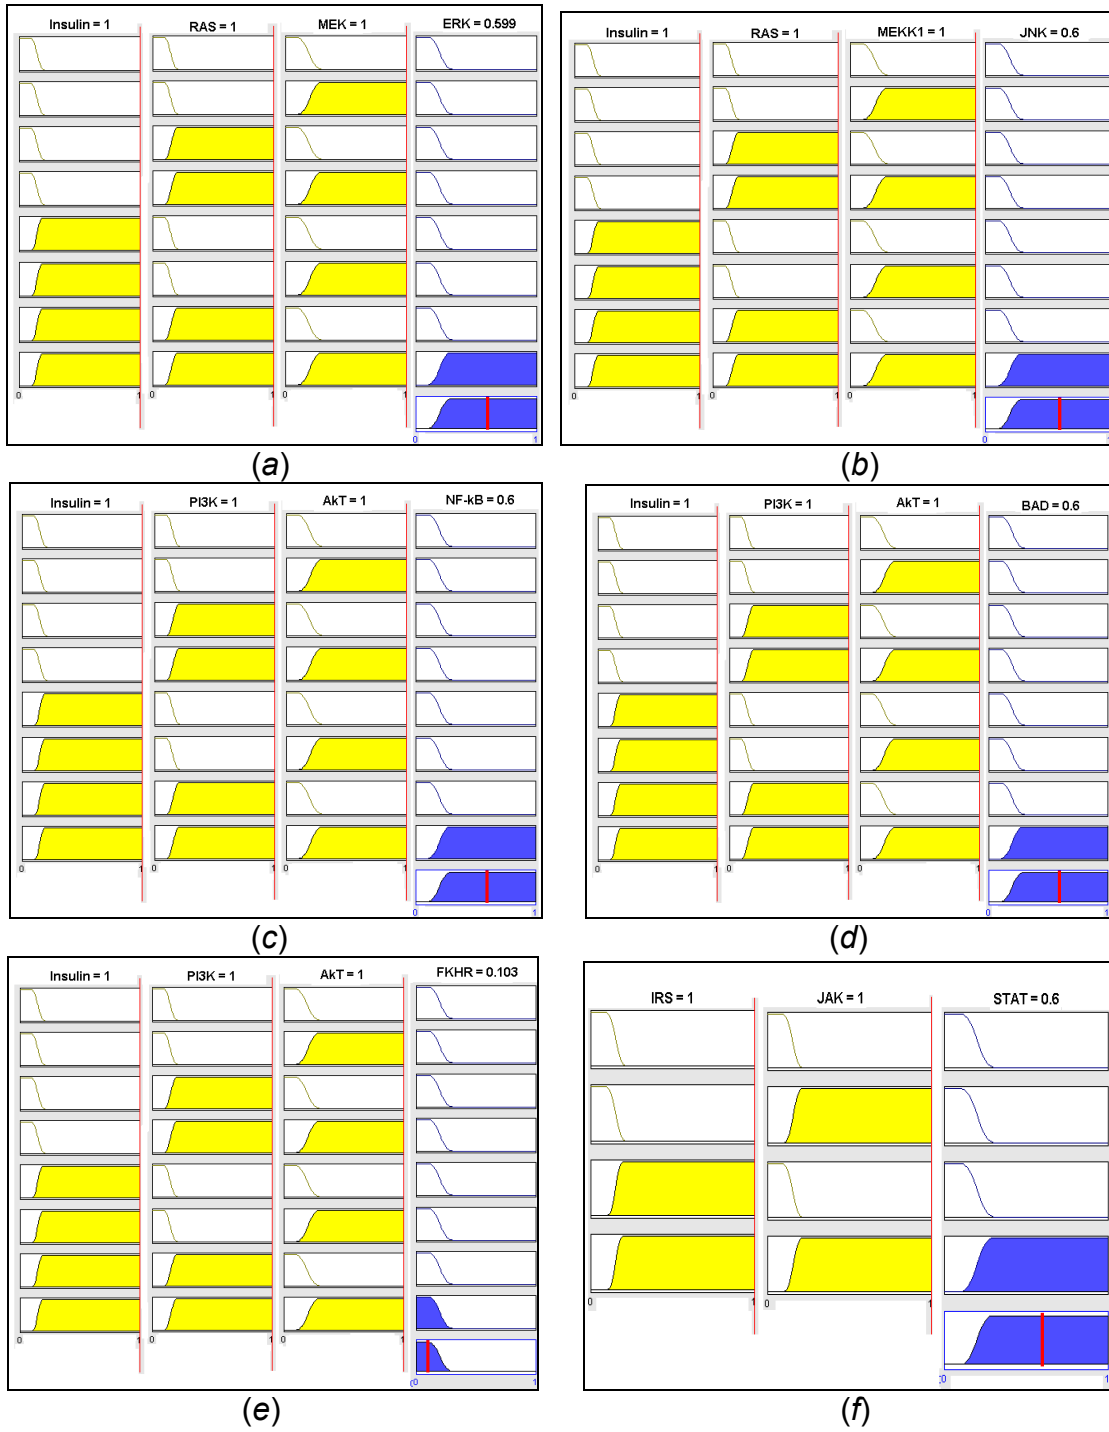 Insulin = 1 RAS = 1 MEK = 1 ERK = 0.599
0 1 0 1 0 1
0 1
(a)
Insulin = 1 RAS = 1 MEKK1 = 1 JNK = 0.6
0 1 0 1 0 1
0 1
(b)
Insulin = 1 PI3K = 1 AkT = 1 NF-kB = 0.6
0 1 0 1 0 1
0 1
(c)
Insulin = 1 PI3K = 1 AkT = 1 BAD = 0.6
0 1 0 1 0 1
0 1
(d)
Insulin = 1 PI3K = 1 AkT = 1 FKHR = 0.103
0 1 0 1 0 1
0 1
(e)
IRS = 1 JAK = 1 STAT = 0.6
0 1 0 1
0 1
(f)